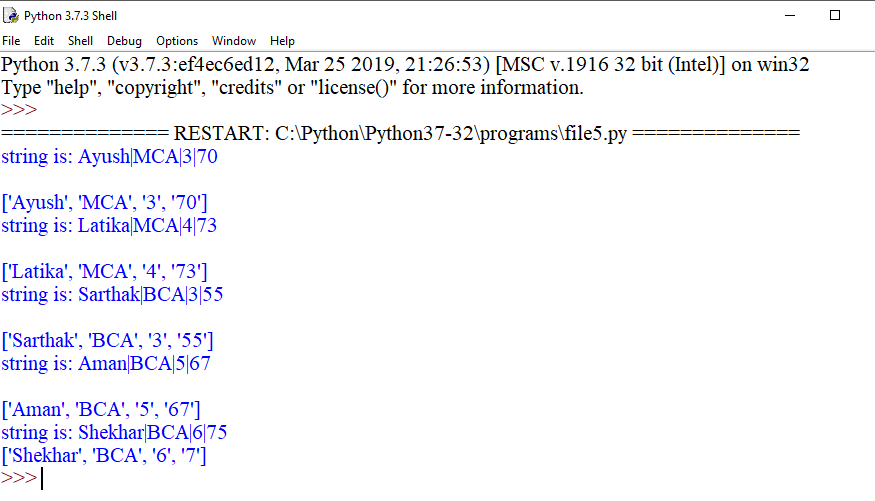 Python 3.7.3 Shell
File Edit Shell Debug Options Window Help
Python 3.7.3 (v3.7.3:ef4ec6ed12, Mar 25 2019, 21:26:53) [MSC v.1916 32 bit (Intel)] on win32
Type "help", "copyright", "credits" or "license()" for more information.
>>>
============== RESTART: C:\Python\Python37-32\programs\file5.py ==============
string is: Ayush|MCA|3|70
['Ayush', 'MCA', '3', '70']
string is: Latika|MCA|4|73
['Latika', 'MCA', '4', '73']
string is: Sarthak|BCA|3|55
['Sarthak', 'BCA', '3', '55']
string is: Aman|BCA|5|67
['Aman', 'BCA', '5', '67']
string is: Shekhar|BCA|6|75
['Shekhar', 'BCA', '6', '7']
>>>